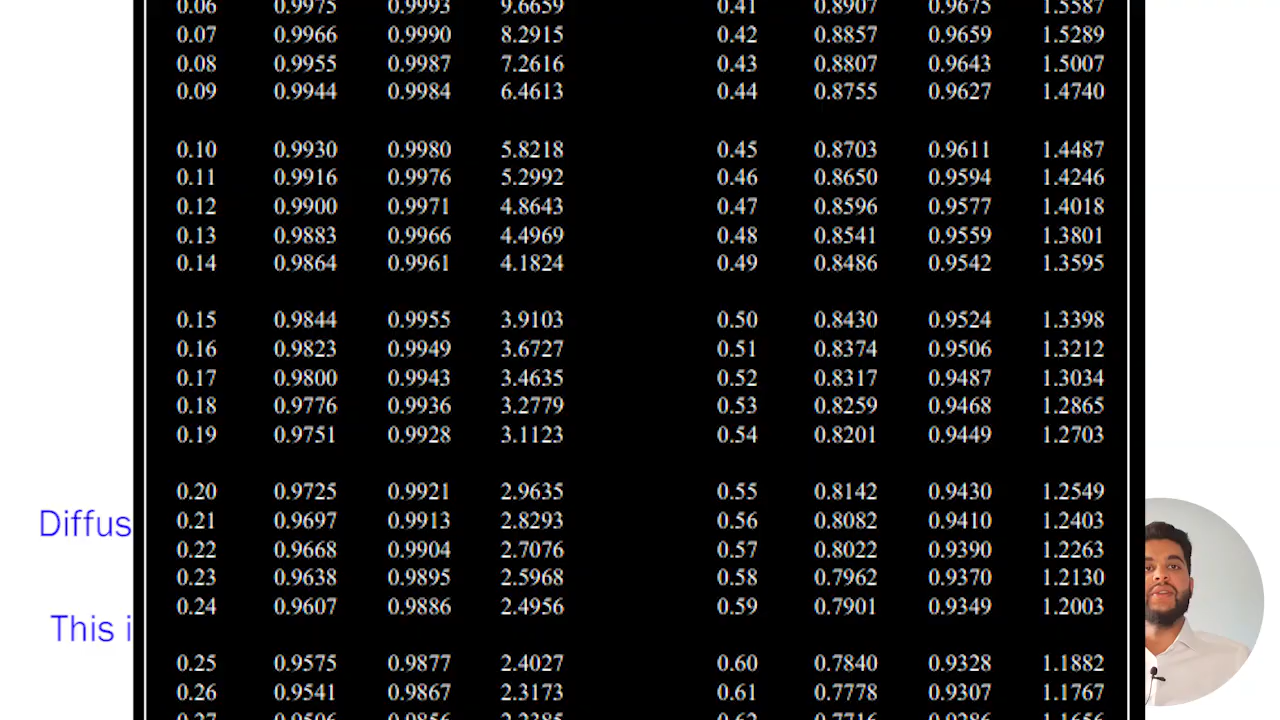 0.06 0.9975 0.9993 9.6659 0.41 0.8907 0.9675 1.5587
0.07 0.9966 0.9990 8.2915 0.42 0.8857 0.9659 1.5289
0.08 0.9955 0.9987 7.2616 0.43 0.8807 0.9643 1.5007
0.09 0.9944 0.9984 6.4613 0.44 0.8755 0.9627 1.4740
0.10 0.9930 0.9980 5.8218 0.45 0.8703 0.9611 1.4487
0.11 0.9916 0.9976 5.2992 0.46 0.8650 0.9594 1.4246
0.12 0.9900 0.9971 4.8643 0.47 0.8596 0.9577 1.4018
0.13 0.9883 0.9966 4.4969 0.48 0.8541 0.9559 1.3801
0.14 0.9864 0.9961 4.1824 0.49 0.8486 0.9542 1.3595
0.15 0.9844 0.9955 3.9103 0.50 0.8430 0.9524 1.3398
0.16 0.9823 0.9949 3.6727 0.51 0.8374 0.9506 1.3212
0.17 0.9800 0.9943 3.4635 0.52 0.8317 0.9487 1.3034
0.18 0.9776 0.9936 3.2779 0.53 0.8259 0.9468 1.2865
0.19 0.9751 0.9928 3.1123 0.54 0.8201 0.9449 1.2703
0.20 0.9725 0.9921 2.9635 0.55 0.8142 0.9430 1.2549
0.21 0.9697 0.9913 2.8293 0.56 0.8082 0.9410 1.2403
Diffus
0.22 0.9668 0.9904 2.7076 0.57 0.8022 0.9390 1.2263
0.23 0.9638 0.9895 2.5968 0.58 0.7962 0.9370 1.2130
0.24 0.9607 0.9886 2.4956 0.59 0.7901 0.9349 1.2003
This i
0.25 0.9575 0.9877 2.4027 0.60 0.7840 0.9328 1.1882
0.26 0.9541 0.9867 2.3173 0.61 0.7778 0.9307 1.1767